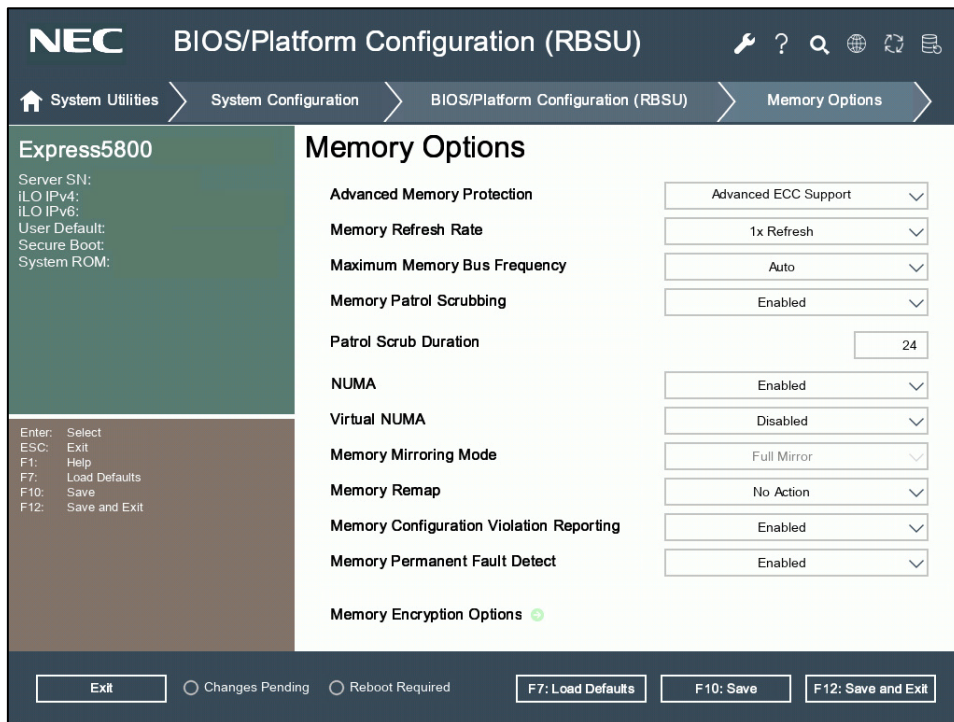 NEC BIOS/Platform Configuration (RBSU) ?
System Utilities System Configuration BIOS/Platform Configuration (RBSU) Memory Options
Express5800
Server SN:
iLO IPv4:
iLO IPv6:
User Default:
Secure Boot:
System ROM:
Enter: Select
ESC: Exit
F1: Help
F7: Load Defaults
F10: Save
F12: Save and Exit
Memory Options
Advanced Memory Protection Advanced ECC Support
Memory Refresh Rate 1x Refresh
Maximum Memory Bus Frequency Auto
Memory Patrol Scrubbing Enabled
Patrol Scrub Duration 24
NUMA Enabled
Virtual NUMA Disabled
Memory Mirroring Mode Full Mirror
Memory Remap No Action
Memory Configuration Violation Reporting Enabled
Memory Permanent Fault Detect Enabled
Memory Encryption Options
Exit Changes Pending Reboot Required F7: Load Defaults F10: Save F12: Save and Exit